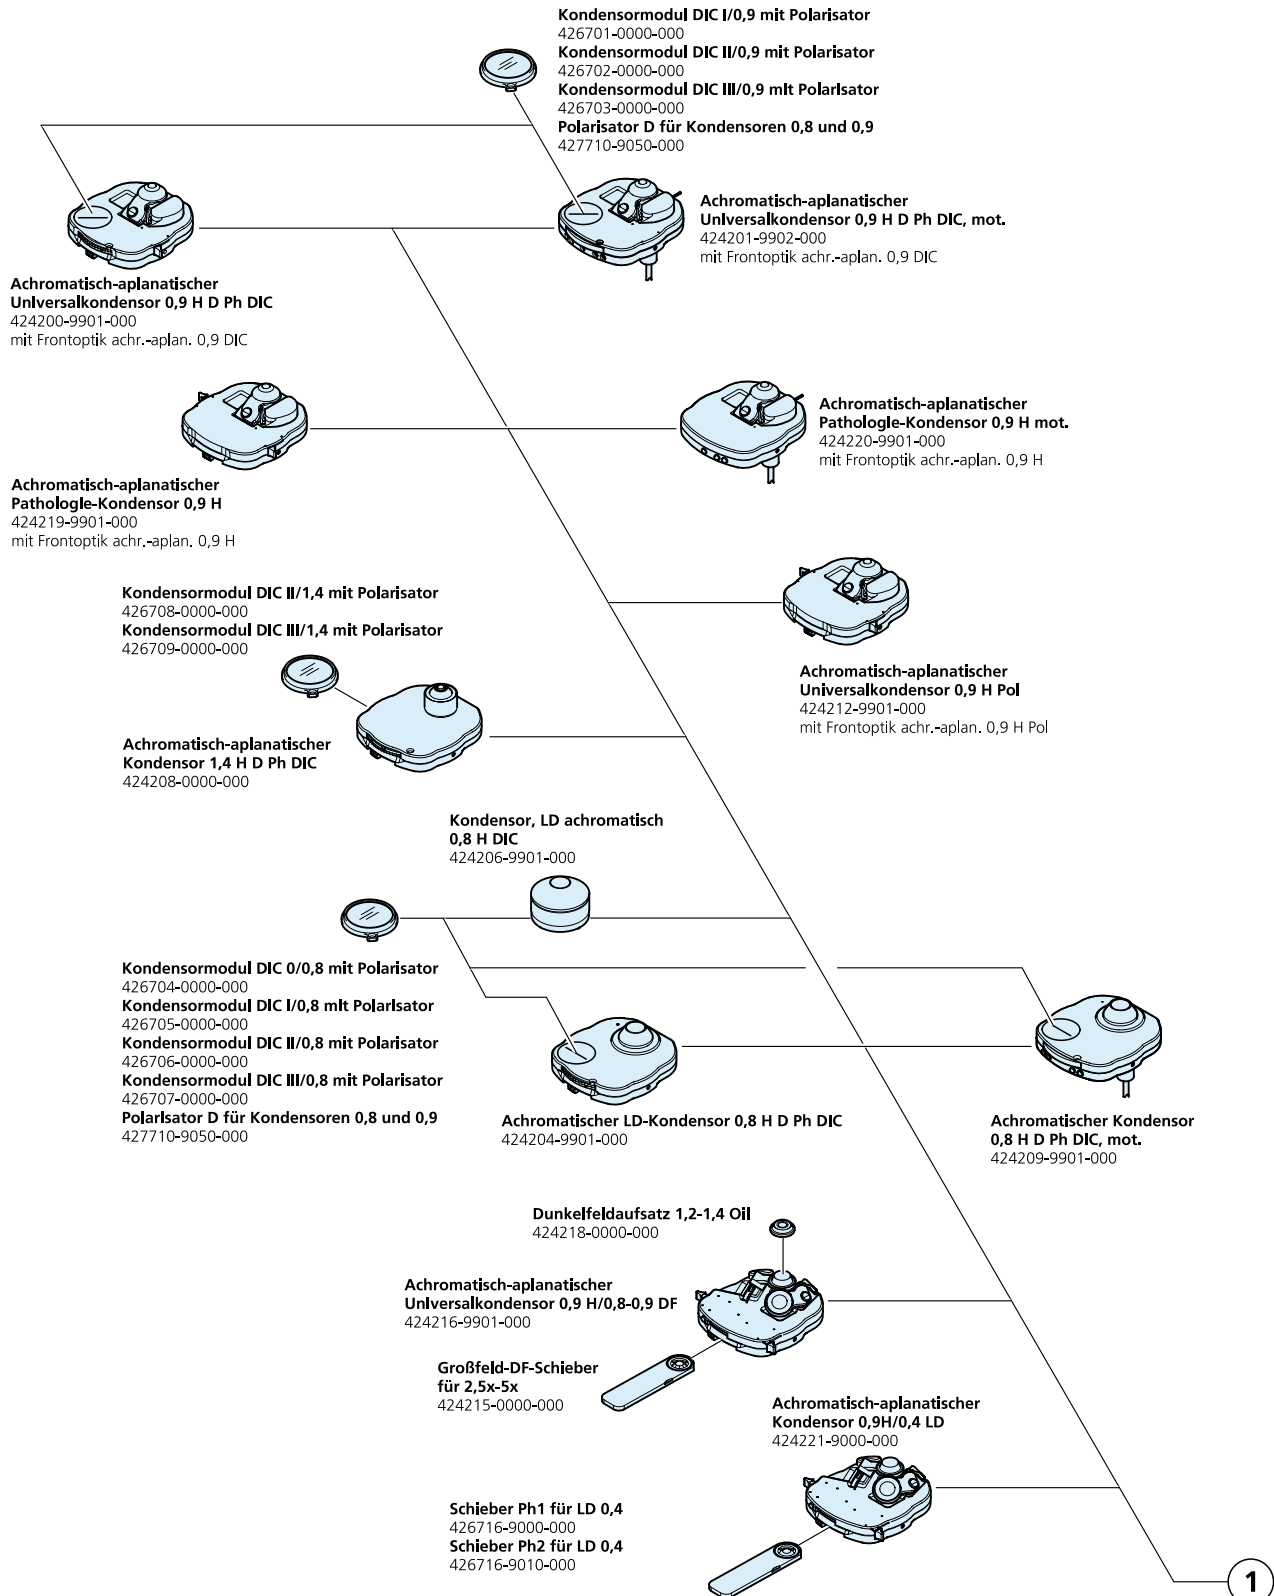 Kondensormodul DIC I/0,9 mit Polarisator
426701-0000-000
Kondensormodul DIC II/0,9 mit Polarisator
426702-0000-000
Kondensormodul DIC III/0,9 mit Polarisator
426703-0000-000
Polarisator D für Kondensoren 0,8 und 0,9
427710-9050-000
Achromatisch-aplanatischer
Universalkondensor 0,9 H D Ph DIC, mot.
424201-9902-000
mit Frontoptik achr.-aplan. 0,9 DIC
Achromatisch-aplanatischer
Universalkondensor 0,9 H D Ph DIC
424200-9901-000
mit Frontoptik achr.-aplan. 0,9 DIC
Achromatisch-aplanatischer
Pathologie-Kondensor 0,9 H mot.
424220-9901-000
mit Frontoptik achr.-aplan. 0,9 H
Achromatisch-aplanatischer
Pathologie-Kondensor 0,9 H
424219-9901-000
mit Frontoptik achr.-aplan. 0,9 H
Kondensormodul DIC II/1,4 mit Polarisator
426708-0000-000
Kondensormodul DIC III/1,4 mit Polarisator
426709-0000-000
Achromatisch-aplanatischer
Universalkondensor 0,9 H Pol
424212-9901-000
mit Frontoptik achr.-aplan. 0,9 H Pol
Achromatisch-aplanatischer
Kondensor 1,4 H D Ph DIC
424208-0000-000
Kondensor, LD achromatisch
0,8 H DIC
424206-9901-000
Kondensormodul DIC 0/0,8 mit Polarisator
426704-0000-000
Kondensormodul DIC I/0,8 mit Polarisator
426705-0000-000
Kondensormodul DIC II/0,8 mit Polarisator
426706-0000-000
Kondensormodul DIC III/0,8 mit Polarisator
426707-0000-000
Polarisator D für Kondensoren 0,8 und 0,9
427710-9050-000
Achromatischer LD-Kondensor 0,8 H D Ph DIC
424204-9901-000
Achromatischer Kondensor
0,8 H D Ph DIC, mot.
424209-9901-000
Dunkelfeldaufsatz 1,2-1,4 Oil
424218-0000-000
Achromatisch-aplanatischer
Universalkondensor 0,9 H/0,8-0,9 DF
424216-9901-000
Großfeld-DF-Schieber
für 2,5x-5x
424215-0000-000
Achromatisch-aplanatischer
Kondensor 0,9H/0,4 LD
424221-9000-000
Schieber Ph1 für LD 0,4
426716-9000-000
Schieber Ph2 für LD 0,4
426716-9010-000
1